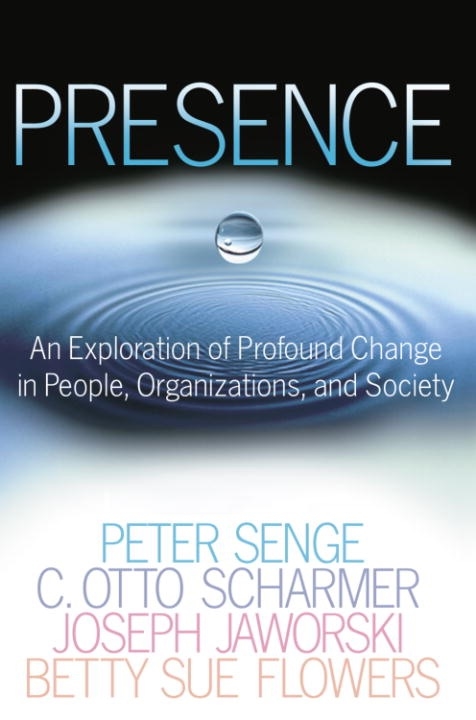 PRESENCE
An Exploration of Profound Change
in People, Organizations, and Society
PETER SENGE
C. OTTO SCHARMER
JOSEPH JAWORSKI
BETTY SUE FLOWERS